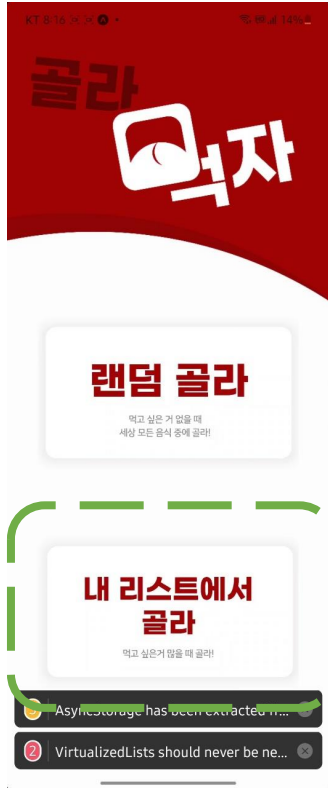 KT 8:16
14%
골라
먹자
랜덤 골라
먹고 싶은 거 없을 때
세상 모든 음식 중에 골라!
내 리스트에서
골라
먹고 싶은거 많을 때 골라!
AsyncStorage has been extracted fr...
2 VirtualizedLists should never be ne...